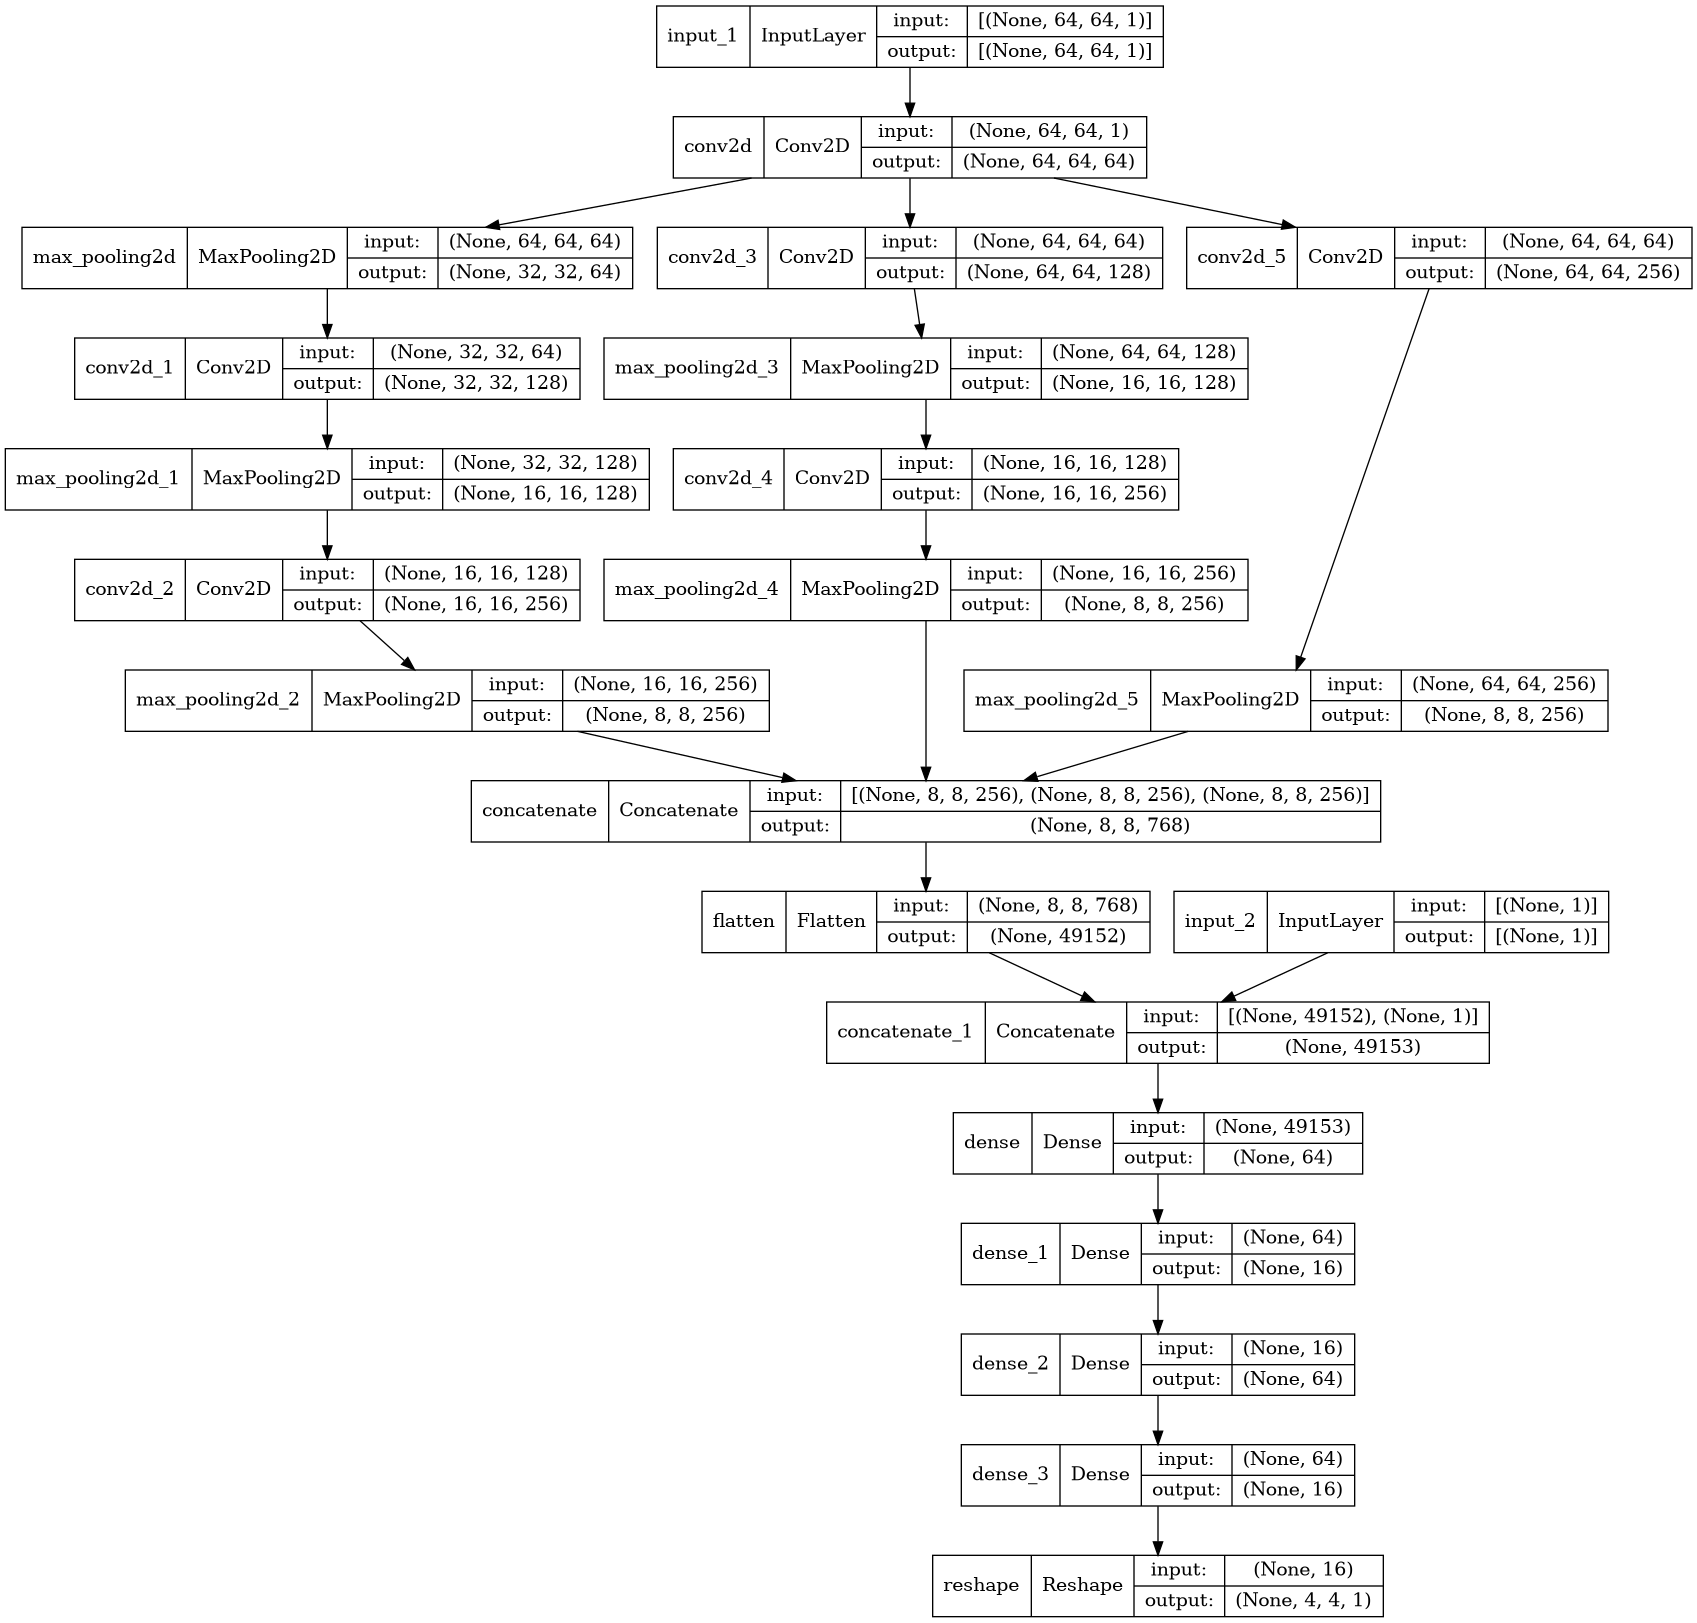 input_1 InputLayer input: [(None, 64, 64, 1)]
output: [(None, 64, 64, 1)]
conv2d Conv2D input: (None, 64, 64, 1)
output: (None, 64, 64, 64)
max_pooling2d MaxPooling2D input: (None, 64, 64, 64)
output: (None, 32, 32, 64)
conv2d_3 Conv2D input: (None, 64, 64, 64)
output: (None, 64, 64, 128)
conv2d_5 Conv2D input: (None, 64, 64, 64)
output: (None, 64, 64, 256)
conv2d_1 Conv2D input: (None, 32, 32, 64)
output: (None, 32, 32, 128)
max_pooling2d_3 MaxPooling2D input: (None, 64, 64, 128)
output: (None, 16, 16, 128)
max_pooling2d_1 MaxPooling2D input: (None, 32, 32, 128)
output: (None, 16, 16, 128)
conv2d_4 Conv2D input: (None, 16, 16, 128)
output: (None, 16, 16, 256)
conv2d_2 Conv2D input: (None, 16, 16, 128)
output: (None, 16, 16, 256)
max_pooling2d_4 MaxPooling2D input: (None, 16, 16, 256)
output: (None, 8, 8, 256)
max_pooling2d_2 MaxPooling2D input: (None, 16, 16, 256)
output: (None, 8, 8, 256)
max_pooling2d_5 MaxPooling2D input: (None, 64, 64, 256)
output: (None, 8, 8, 256)
concatenate Concatenate input: [(None, 8, 8, 256), (None, 8, 8, 256), (None, 8, 8, 256)]
output: (None, 8, 8, 768)
flatten Flatten input: (None, 8, 8, 768)
output: (None, 49152)
input_2 InputLayer input: [(None, 1)]
output: [(None, 1)]
concatenate_1 Concatenate input: [(None, 49152), (None, 1)]
output: (None, 49153)
dense Dense input: (None, 49153)
output: (None, 64)
dense_1 Dense input: (None, 64)
output: (None, 16)
dense_2 Dense input: (None, 16)
output: (None, 64)
dense_3 Dense input: (None, 64)
output: (None, 16)
reshape Reshape input: (None, 16)
output: (None, 4, 4, 1)